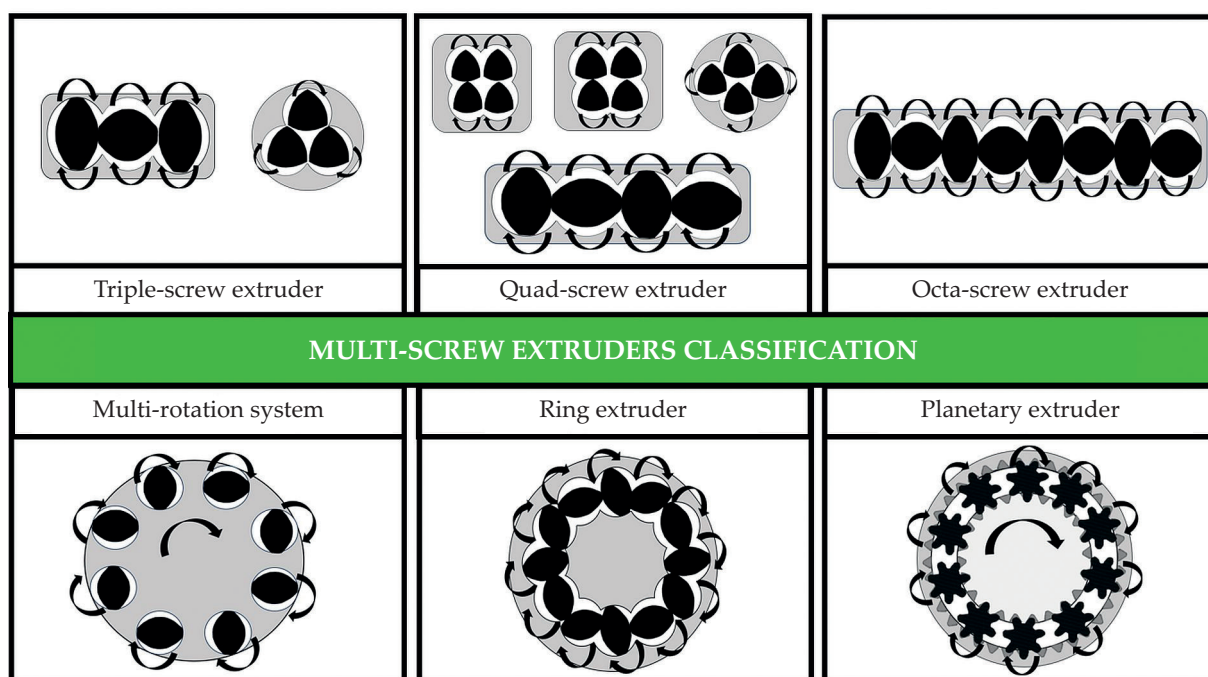 Triple-screw extruder
Quad-screw extruder
Octa-screw extruder
MULTI-SCREW EXTRUDERS CLASSIFICATION
Multi-rotation system
Ring extruder
Planetary extruder